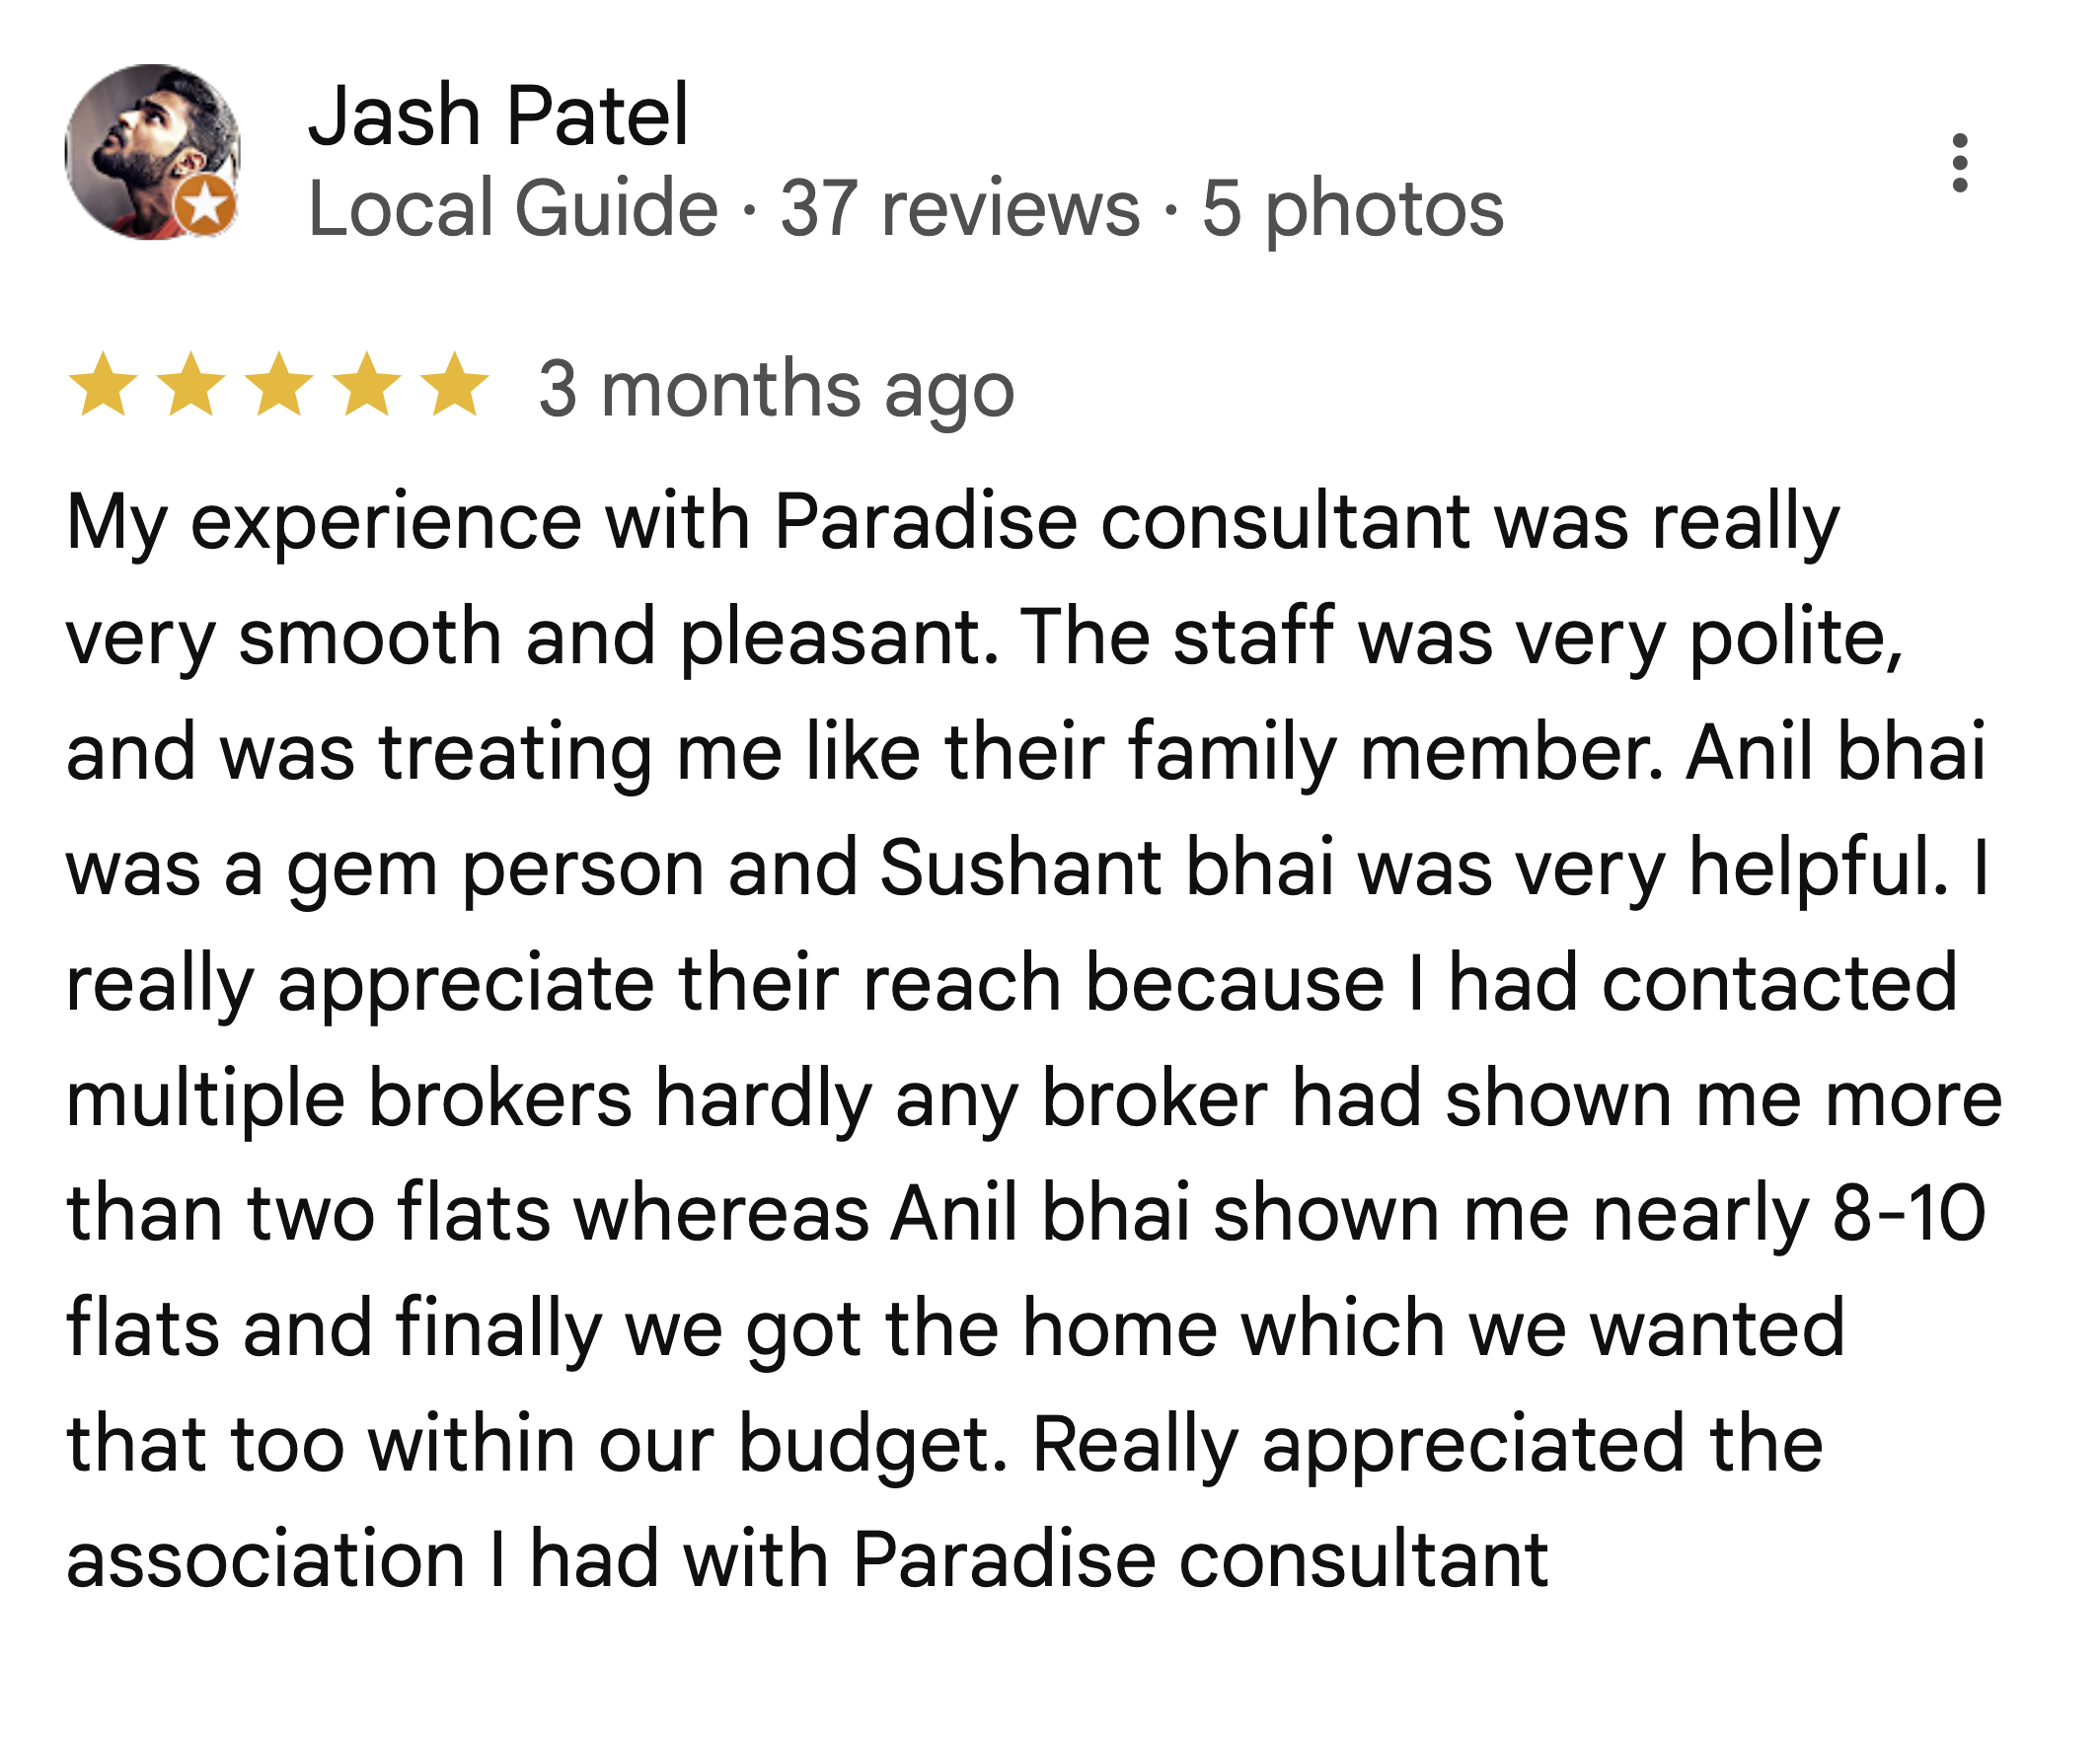 Jash Patel
Local Guide · 37 reviews · 5 photos
3 months ago
My experience with Paradise consultant was really
very smooth and pleasant. The staff was very polite,
and was treating me like their family member. Anil bhai
was a gem person and Sushant bhai was very helpful. I
really appreciate their reach because I had contacted
multiple brokers hardly any broker had shown me more
than two flats whereas Anil bhai shown me nearly 8-10
flats and finally we got the home which we wanted
that too within our budget. Really appreciated the
association I had with Paradise consultant